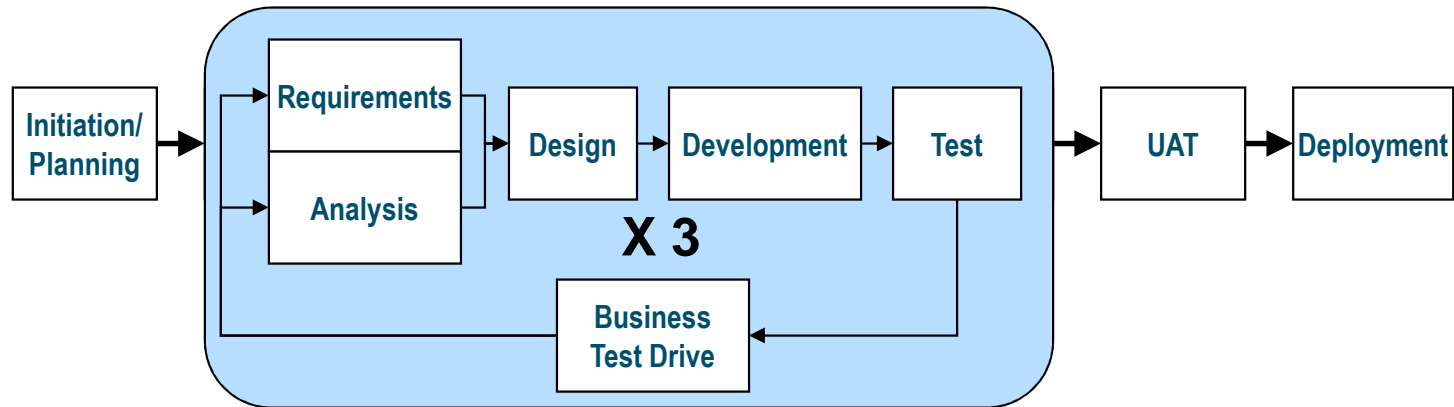 Initiation/
Planning
Requirements
Analysis
Design
Development
Test
X 3
Business
Test Drive
UAT
Deployment